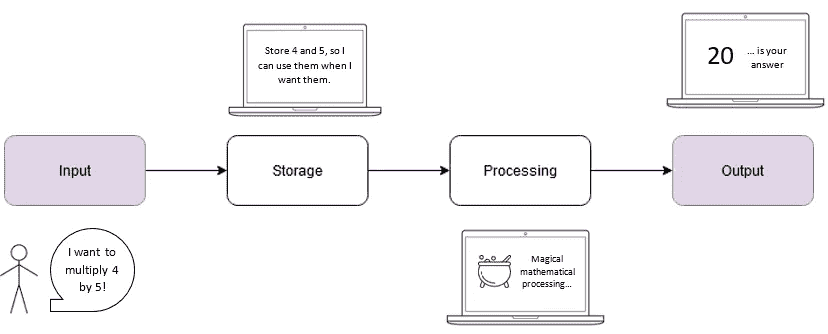 Store 4 and 5, so I
can use them when I
want them.
20
... is your
answer
Input
Storage
Processing
Output
I want to
multiply 4
by 5!
Magical
mathematical
processing...